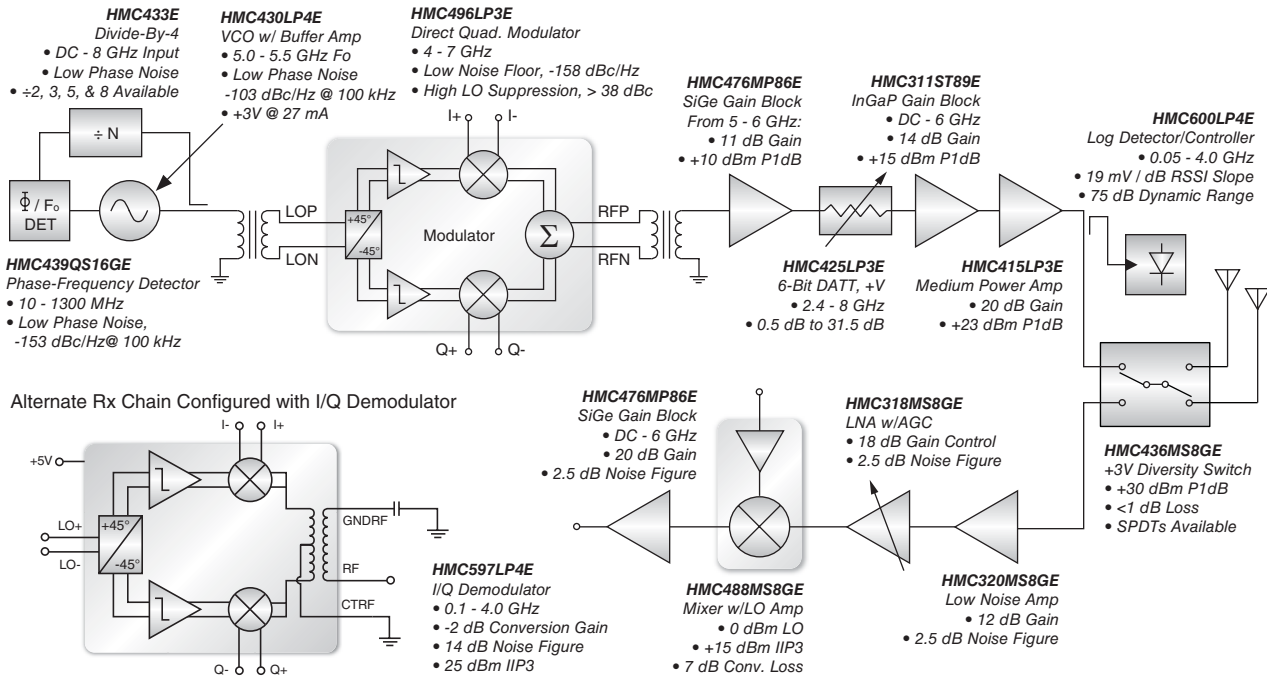 HMC433E
Divide-By-4
• DC - 8 GHz Input
• Low Phase Noise
• ÷2, 3, 5, & 8 Available
HMC430LP4E
VCO w/ Buffer Amp
• 5.0 - 5.5 GHz Fo
• Low Phase Noise
-103 dBc/Hz @ 100 kHz
• +3V @ 27 mA
HMC496LP3E
Direct Quad. Modulator
• 4 - 7 GHz
• Low Noise Floor, -158 dBc/Hz
• High LO Suppression, > 38 dBc
I+
I-
HMC476MP86E
SiGe Gain Block
From 5 - 6 GHz:
• 11 dB Gain
• +10 dBm P1dB
HMC311ST89E
InGaP Gain Block
• DC - 6 GHz
• 14 dB Gain
• +15 dBm P1dB
HMC600LP4E
Log Detector/Controller
• 0.05 - 4.0 GHz
• 19 mV / dB RSSI Slope
• 75 dB Dynamic Range
÷ N
Φ / Fo
DET
LOP
LON
+45°
-45°
Modulator
Σ
RFP
RFN
Q+
Q-
HMC439QS16GE
Phase-Frequency Detector
• 10 - 1300 MHz
• Low Phase Noise,
-153 dBc/Hz@ 100 kHz
HMC425LP3E
6-Bit DATT, +V
• 2.4 - 8 GHz
• 0.5 dB to 31.5 dB
HMC415LP3E
Medium Power Amp
• 20 dB Gain
• +23 dBm P1dB
Alternate Rx Chain Configured with I/Q Demodulator
I-
I+
+5V
LO+
LO-
+45°
-45°
GNDRF
RF
CTRF
Q-
Q+
HMC597LP4E
I/Q Demodulator
• 0.1 - 4.0 GHz
• -2 dB Conversion Gain
• 14 dB Noise Figure
• 25 dBm IIP3
HMC476MP86E
SiGe Gain Block
• DC - 6 GHz
• 20 dB Gain
• 2.5 dB Noise Figure
HMC488MS8GE
Mixer w/LO Amp
• 0 dBm LO
• +15 dBm IIP3
• 7 dB Conv. Loss
HMC318MS8GE
LNA w/AGC
• 18 dB Gain Control
• 2.5 dB Noise Figure
HMC320MS8GE
Low Noise Amp
• 12 dB Gain
• 2.5 dB Noise Figure
HMC436MS8GE
+3V Diversity Switch
• +30 dBm P1dB
• <1 dB Loss
• SPDTs Available